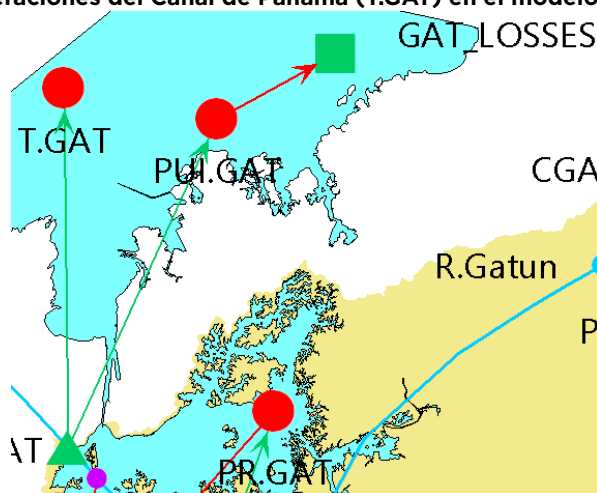 eraciones del Canal de Panamá (T.GAT) en el modelo
GAT_LOSSES
T.GAT
PUI.GAT
CGA
R.Gatun
P
AT
PR.GAT